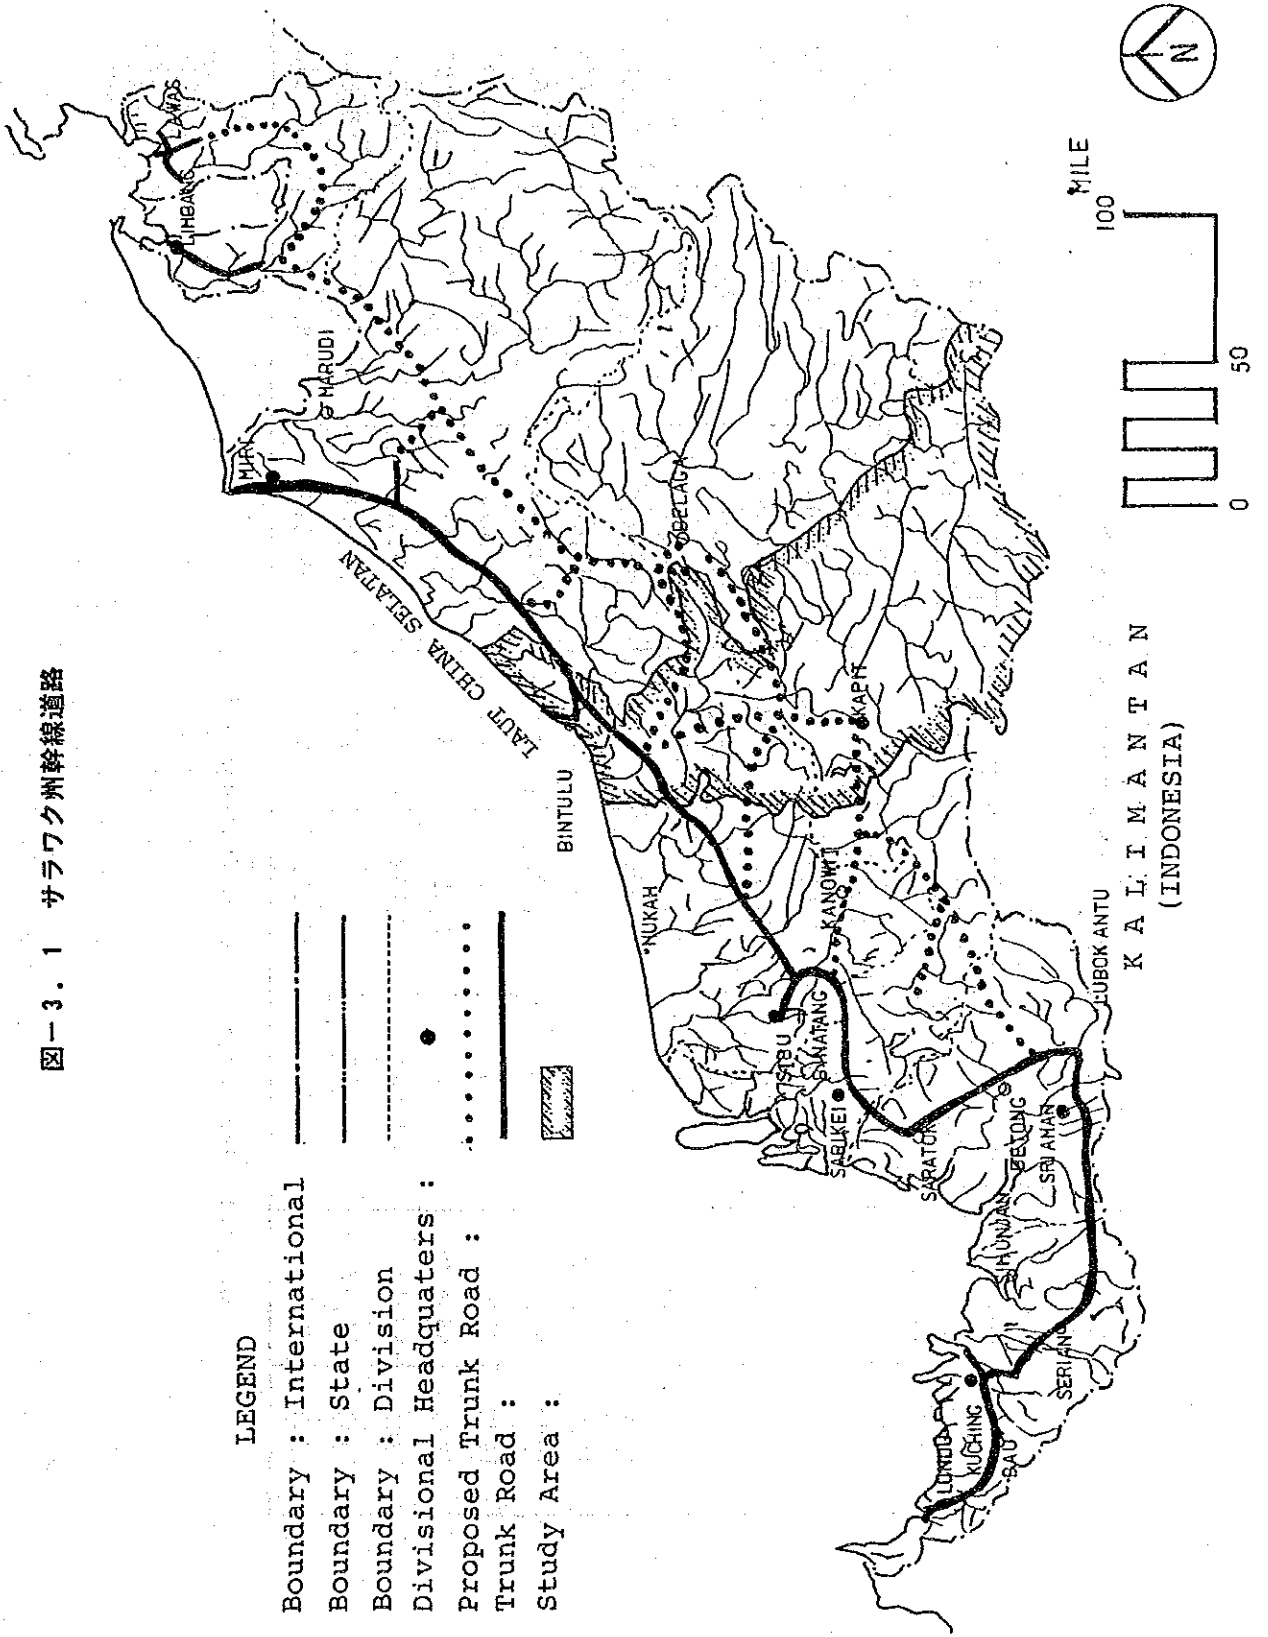 図－3．1　サラワク州幹線道路
LEGEND
Boundary : International
Boundary : State
Boundary : Division
Divisional Headquaters :
Proposed Trunk Road :
Trunk Road :
Study Area :
LAWAS
LIMBANG
MARUDI
MIRI
LAUT CHINA SELATAN
BELAGA
BINTULU
KAPIT
NUKAH
KANOWIT
SIBU
BINATANG
SARIKEI
SARATOK
BETONG
SRI AMAN
LUBOK ANTU
SIMUNJAN
SERIAN
KUCHING
BAU
LUNDU
KALIMANTAN
(INDONESIA)
0
50
100
MILE
N